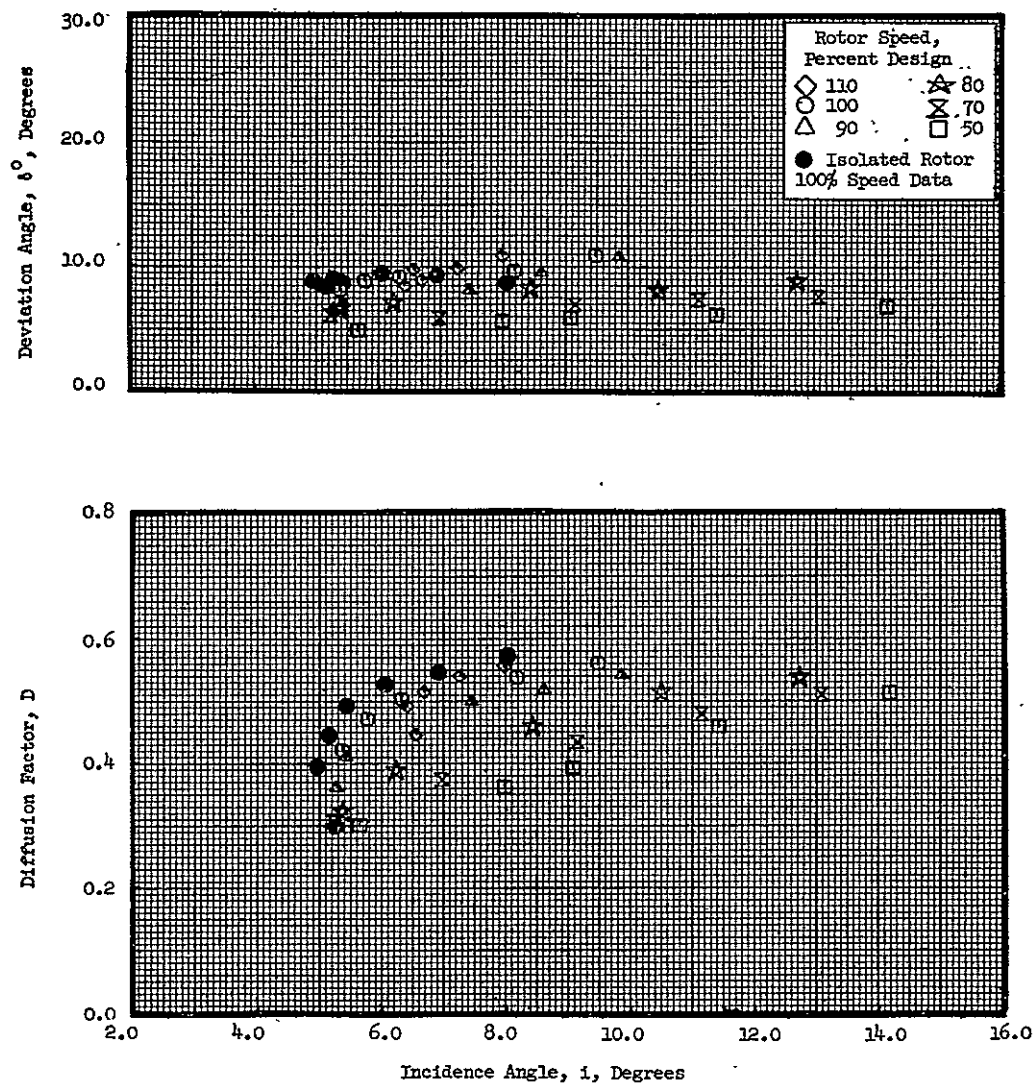 30.0
20.0
10.0
0.0
Deviation Angle, δ°, Degrees
Rotor Speed,
Percent Design
110
100
90
80
70
50
Isolated Rotor
100% Speed Data
0.8
0.6
0.4
0.2
0.0
Diffusion Factor, D
2.0 4.0 6.0 8.0 10.0 12.0 14.0 16.0
Incidence Angle, i, Degrees